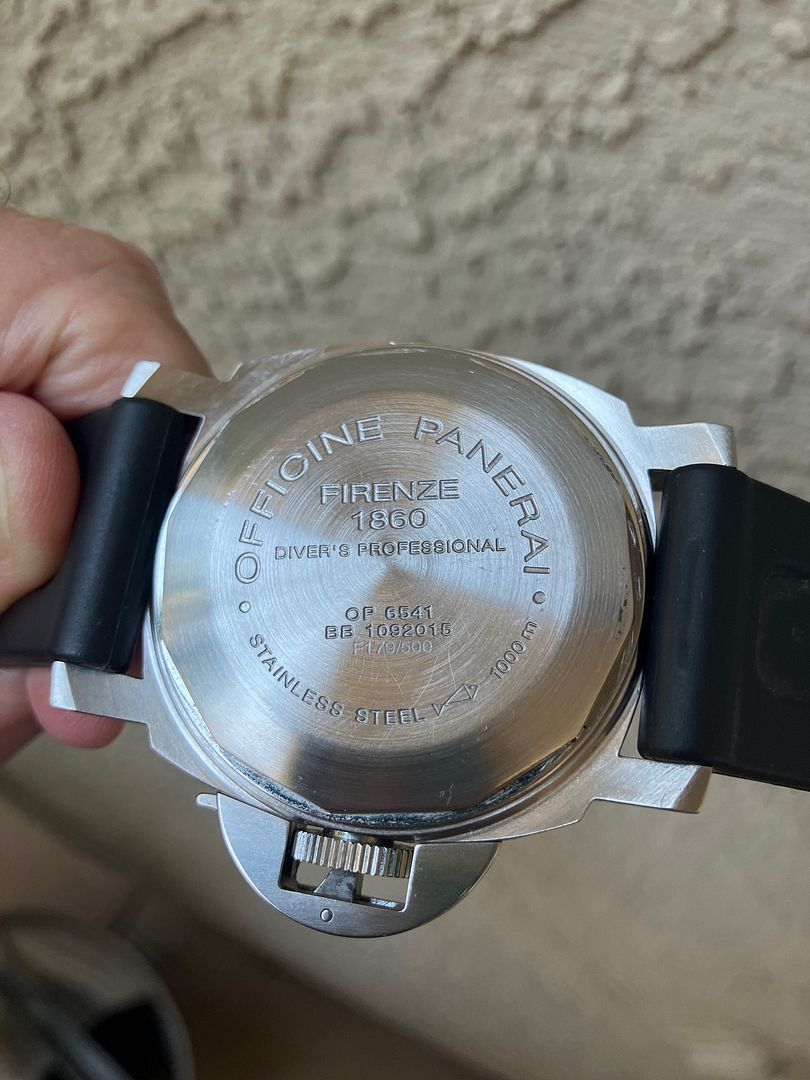 OFFICINE PANERAI
FIRENZE
1860
DIVER'S PROFESSIONAL
OP 6541
BB 1092015
F179/500
STAINLESS STEEL 1000 m